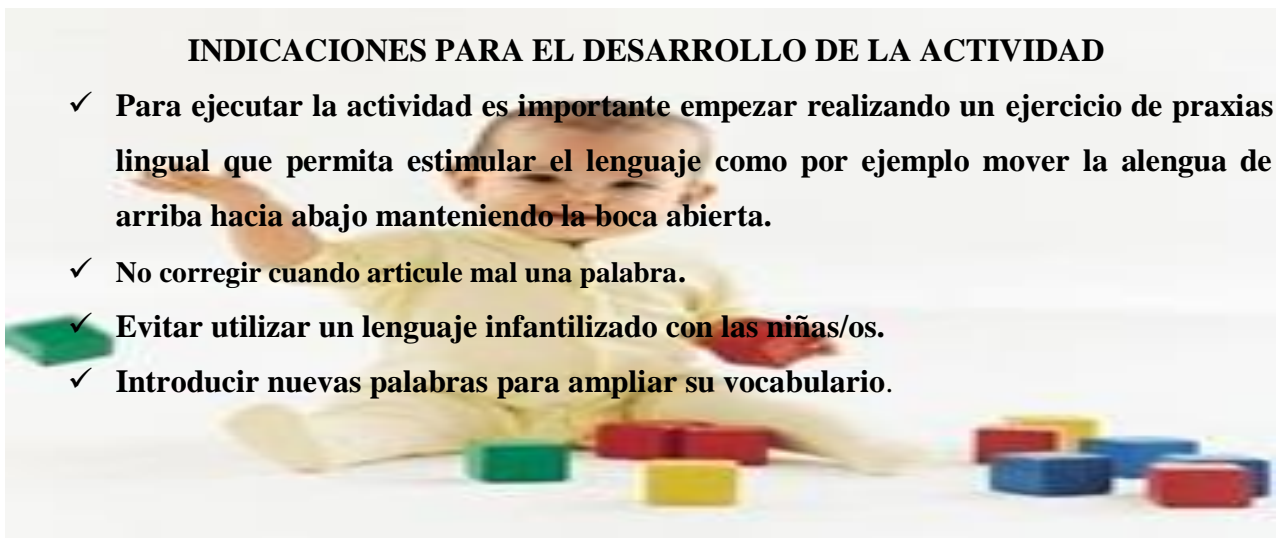 INDICACIONES PARA EL DESARROLLO DE LA ACTIVIDAD
✓ Para ejecutar la actividad es importante empezar realizando un ejercicio de praxias
lingual que permita estimular el lenguaje como por ejemplo mover la alengua de
arriba hacia abajo manteniendo la boca abierta.
✓ No corregir cuando articule mal una palabra.
✓ Evitar utilizar un lenguaje infantilizado con las niñas/os.
✓ Introducir nuevas palabras para ampliar su vocabulario.